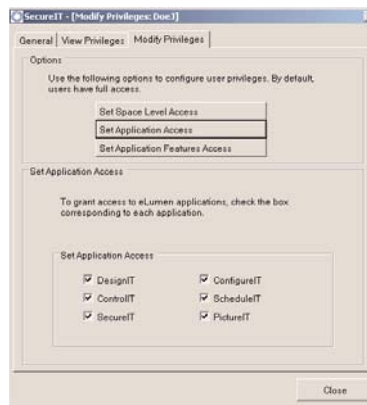 SecureIT - [Modify Privileges: DoeJ]
General View Privileges Modify Privileges
Options
Use the following options to configure user privileges. By default,
users have full access.
Set Space Level Access
Set Application Access
Set Application Features Access
Set Application Access
To grant access to eLumen applications, check the box
corresponding to each application.
Set Application Access
DesignIT ConfigureIT
ControlIT ScheduleIT
SecureIT PictureIT
Close